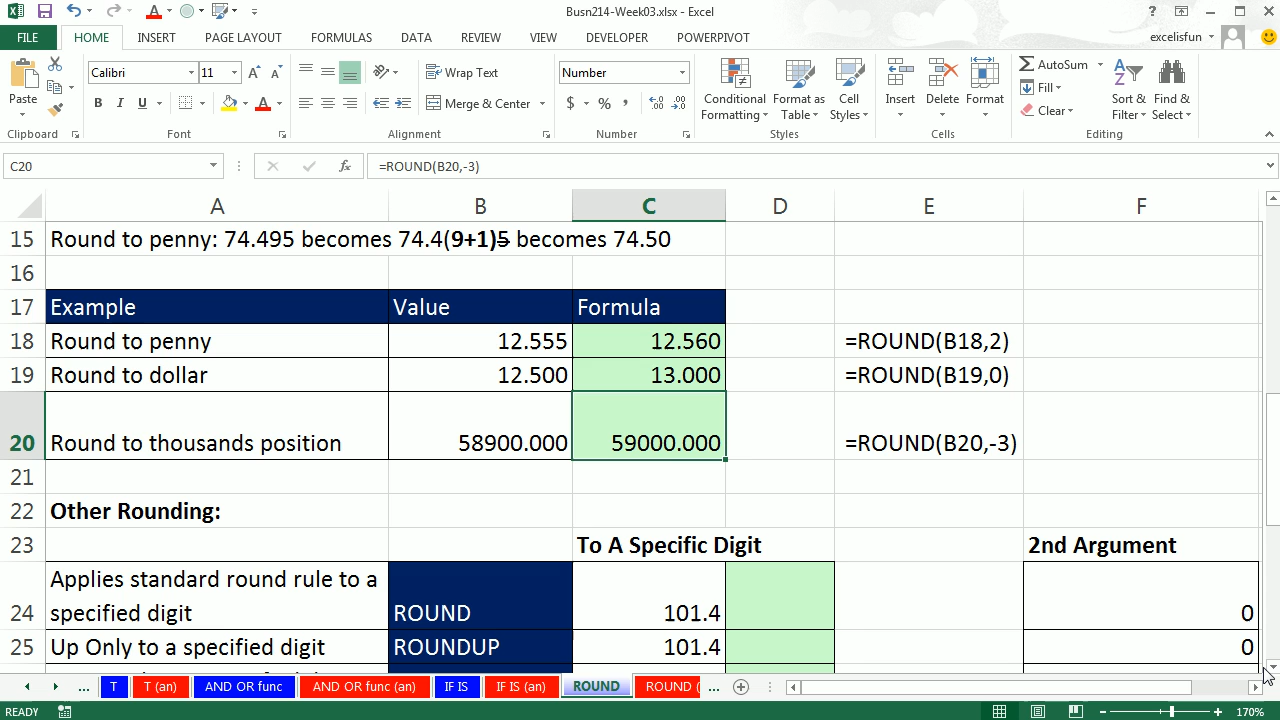 Busn214-Week03.xlsx - Excel
FILE HOME INSERT PAGE LAYOUT FORMULAS DATA REVIEW VIEW DEVELOPER POWERPIVOT excelisfun
Calibri 11 Wrap Text Number AutoSum
Paste Conditional Formatting Format as Table Cell Styles Insert Delete Format Fill Sort & Filter Find & Select
B I U Merge & Center $ % , Clear
Clipboard Font Alignment Number Styles Cells Editing
C20 fx =ROUND(B20,-3)
A B C D E F
15 Round to penny: 74.495 becomes 74.4(9+1)5 becomes 74.50
16
17 Example Value Formula
18 Round to penny 12.555 12.560 =ROUND(B18,2)
19 Round to dollar 12.500 13.000 =ROUND(B19,0)
20 Round to thousands position 58900.000 59000.000 =ROUND(B20,-3)
21
22 Other Rounding:
23 To A Specific Digit 2nd Argument
Applies standard round rule to a
24 specified digit ROUND 101.4 0
25 Up Only to a specified digit ROUNDUP 101.4 0
... T T (an) AND OR func AND OR func (an) IF IS IF IS (an) ROUND ROUND ( ...
READY 170%